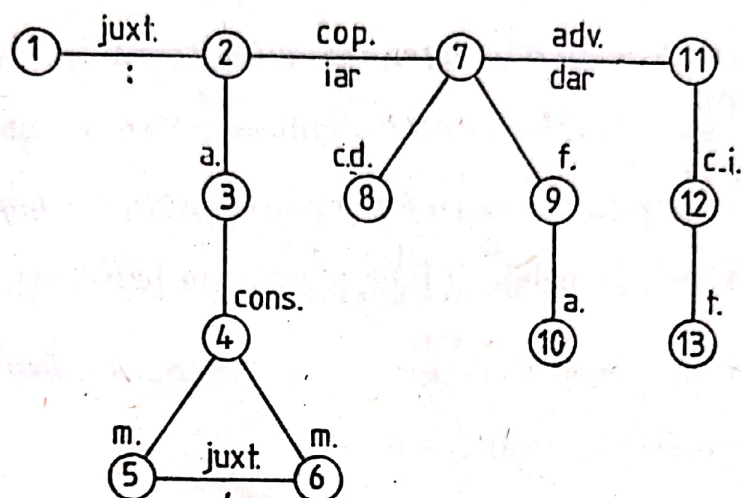 juxt. cop. adv.
1 2 7 11
: iar dar
a. c.d. f. c.i.
3 8 9 12
cons. a. t.
4 10 13
m. m.
juxt.
5 6
,